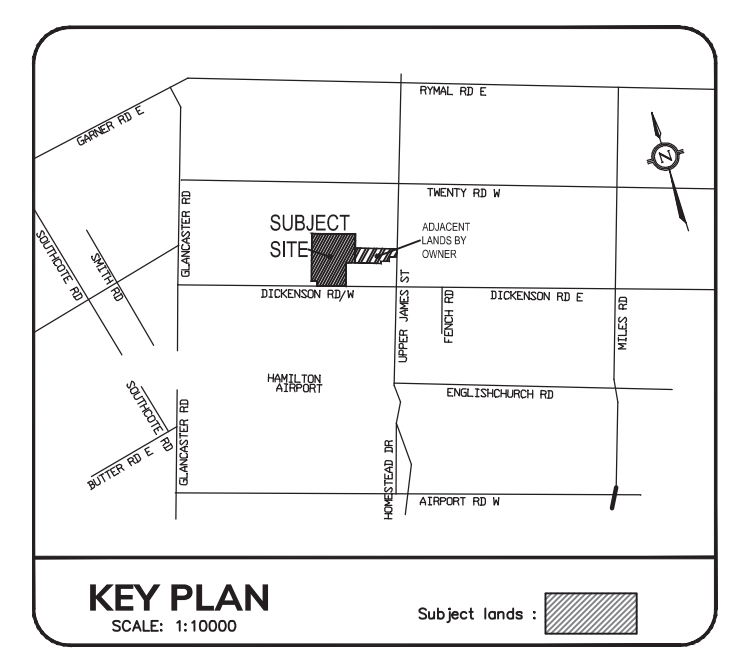 RYMAL RD E
GARNER RD E
N
TWENTY RD W
GLANCASTER RD
SUBJECT
SITE
ADJACENT
LANDS BY
OWNER
SOUTHCOTE RD
SMITH RD
DICKENSON RD/W
UPPER JAMES ST
FENCH RD
DICKENSON RD E
MILES RD
HAMILTON
AIRPORT
ENGLISHCHURCH RD
SOUTHCOTE RD
GLANCASTER RD
BUTTER RD E
HOMESTEAD DR
AIRPORT RD W
KEY PLAN
SCALE: 1:10000
Subject lands :